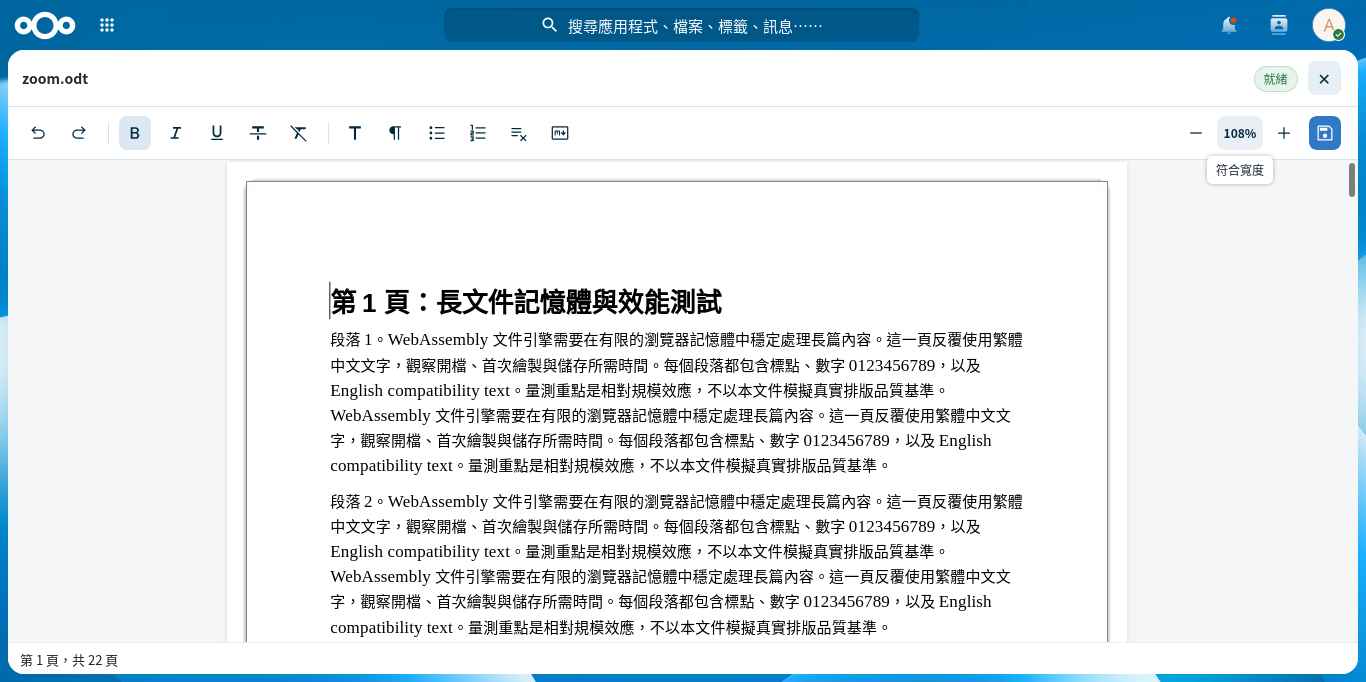 搜尋應用程式、檔案、標籤、訊息……
A
zoom.odt
就緒
108%
符合寬度
第 1 頁：長文件記憶體與效能測試
段落 1。WebAssembly 文件引擎需要在有限的瀏覽器記憶體中穩定處理長篇內容。這一頁反覆使用繁體
中文文字，觀察開檔、首次繪製與儲存所需時間。每個段落都包含標點、數字 0123456789，以及
English compatibility text。量測重點是相對規模效應，不以本文件模擬真實排版品質基準。
WebAssembly 文件引擎需要在有限的瀏覽器記憶體中穩定處理長篇內容。這一頁反覆使用繁體中文文
字，觀察開檔、首次繪製與儲存所需時間。每個段落都包含標點、數字 0123456789，以及 English
compatibility text。量測重點是相對規模效應，不以本文件模擬真實排版品質基準。
段落 2。WebAssembly 文件引擎需要在有限的瀏覽器記憶體中穩定處理長篇內容。這一頁反覆使用繁體
中文文字，觀察開檔、首次繪製與儲存所需時間。每個段落都包含標點、數字 0123456789，以及
English compatibility text。量測重點是相對規模效應，不以本文件模擬真實排版品質基準。
WebAssembly 文件引擎需要在有限的瀏覽器記憶體中穩定處理長篇內容。這一頁反覆使用繁體中文文
字，觀察開檔、首次繪製與儲存所需時間。每個段落都包含標點、數字 0123456789，以及 English
compatibility text。量測重點是相對規模效應，不以本文件模擬真實排版品質基準。
第 1 頁，共 22 頁